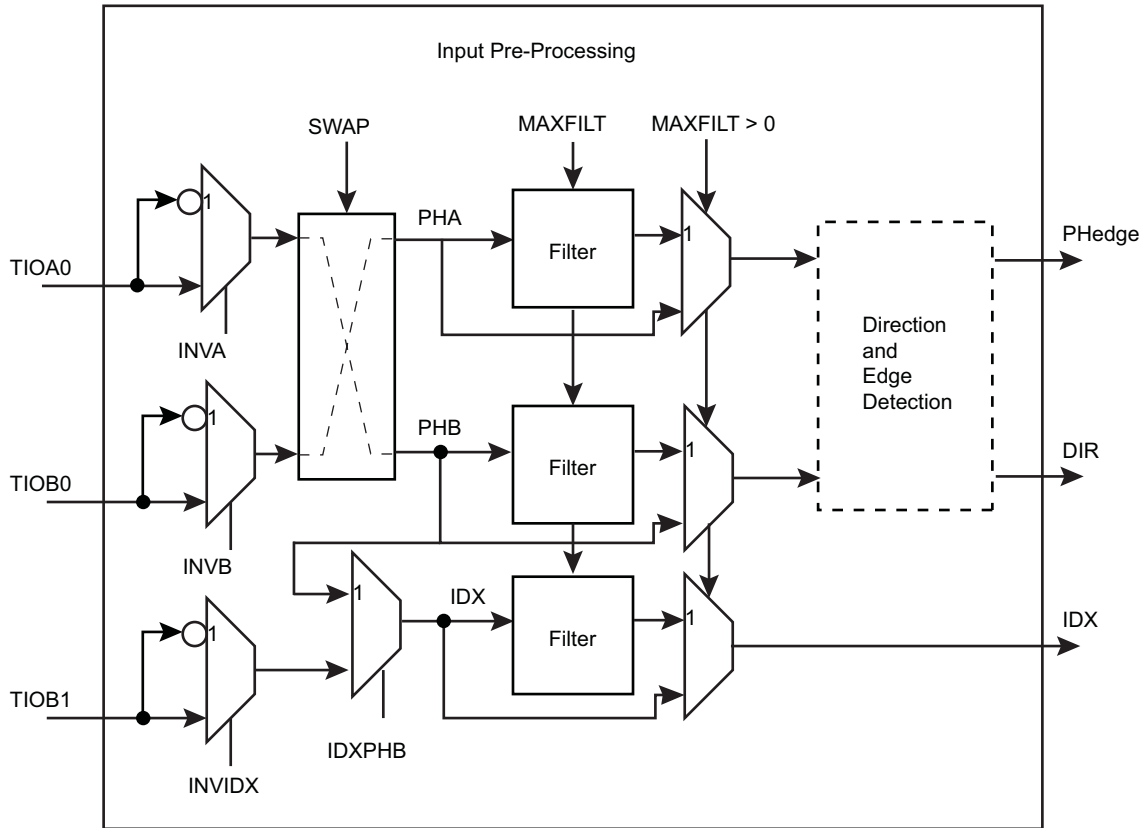 Input Pre-Processing
SWAP
MAXFILT
MAXFILT > 0
1
PHA
Filter
1
PHedge
TIOA0
INVA
Direction
and
Edge
Detection
1
PHB
Filter
1
DIR
TIOB0
INVB
1
IDX
Filter
1
IDX
1
TIOB1
IDXPHB
INVIDX